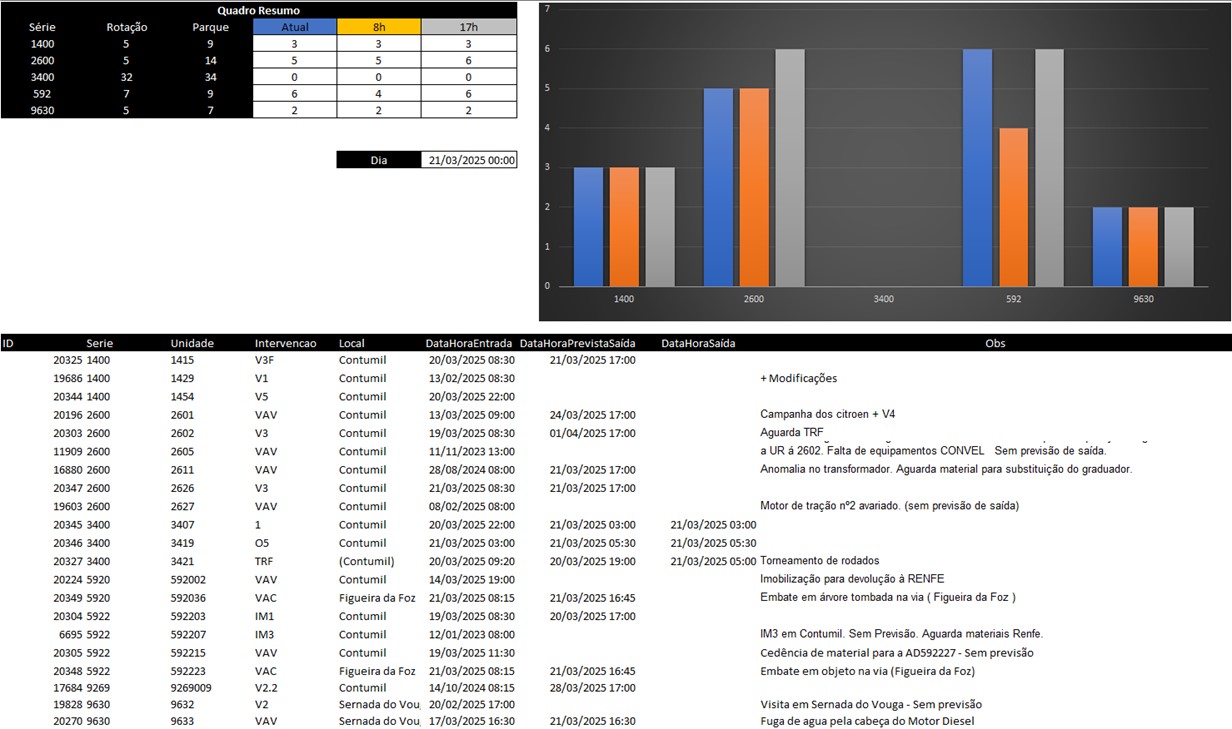 Quadro Resumo
Série Rotação Parque Atual 8h 17h
1400 5 9 3 3 3
2600 5 14 5 5 6
3400 32 34 0 0 0
592 7 9 6 4 6
9630 5 7 2 2 2
Dia 21/03/2025 00:00
7
6
5
4
3
2
1
0
1400 2600 3400 592 9630
ID Serie Unidade Intervencao Local DataHoraEntrada DataHoraPrevistaSaída DataHoraSaída Obs
20325 1400 1415 V3F Contumil 20/03/2025 08:30 21/03/2025 17:00
19686 1400 1429 V1 Contumil 13/02/2025 08:30 + Modificações
20344 1400 1454 V5 Contumil 20/03/2025 22:00
20196 2600 2601 VAV Contumil 13/03/2025 09:00 24/03/2025 17:00 Campanha dos citroen + V4
20303 2600 2602 V3 Contumil 19/03/2025 08:30 01/04/2025 17:00 Aguarda TRF
11909 2600 2605 VAV Contumil 11/11/2023 13:00 a UR á 2602. Falta de equipamentos CONVEL Sem previsão de saída.
16880 2600 2611 VAV Contumil 28/08/2024 08:00 21/03/2025 17:00 Anomalia no transformador. Aguarda material para substituição do graduador.
20347 2600 2626 V3 Contumil 21/03/2025 08:30 21/03/2025 17:00
19603 2600 2627 VAV Contumil 08/02/2025 08:00 Motor de tração nº2 avariado. (sem previsão de saída)
20345 3400 3407 1 Contumil 20/03/2025 22:00 21/03/2025 03:00 21/03/2025 03:00
20346 3400 3419 O5 Contumil 21/03/2025 03:00 21/03/2025 05:30 21/03/2025 05:30
20327 3400 3421 TRF (Contumil) 20/03/2025 09:20 20/03/2025 19:00 21/03/2025 05:00 Torneamento de rodados
20224 5920 592002 VAV Contumil 14/03/2025 19:00 Imobilização para devolução à RENFE
20349 5920 592036 VAC Figueira da Foz 21/03/2025 08:15 21/03/2025 16:45 Embate em árvore tombada na via ( Figueira da Foz )
20304 5922 592203 IM1 Contumil 19/03/2025 08:30 20/03/2025 17:00
6695 5922 592207 IM3 Contumil 12/01/2023 08:00 IM3 em Contumil. Sem Previsão. Aguarda materiais Renfe.
20305 5922 592215 VAV Contumil 19/03/2025 11:30 Cedência de material para a AD592227 - Sem previsão
20348 5922 592223 VAC Figueira da Foz 21/03/2025 08:15 21/03/2025 16:45 Embate em objeto na via (Figueira da Foz)
17684 9269 9269009 V2.2 Contumil 14/10/2024 08:15 28/03/2025 17:00
19828 9630 9632 V2 Sernada do Vou 20/02/2025 17:00 Visita em Sernada do Vouga - Sem previsão
20270 9630 9633 VAV Sernada do Vou 17/03/2025 16:30 21/03/2025 16:30 Fuga de agua pela cabeça do Motor Diesel